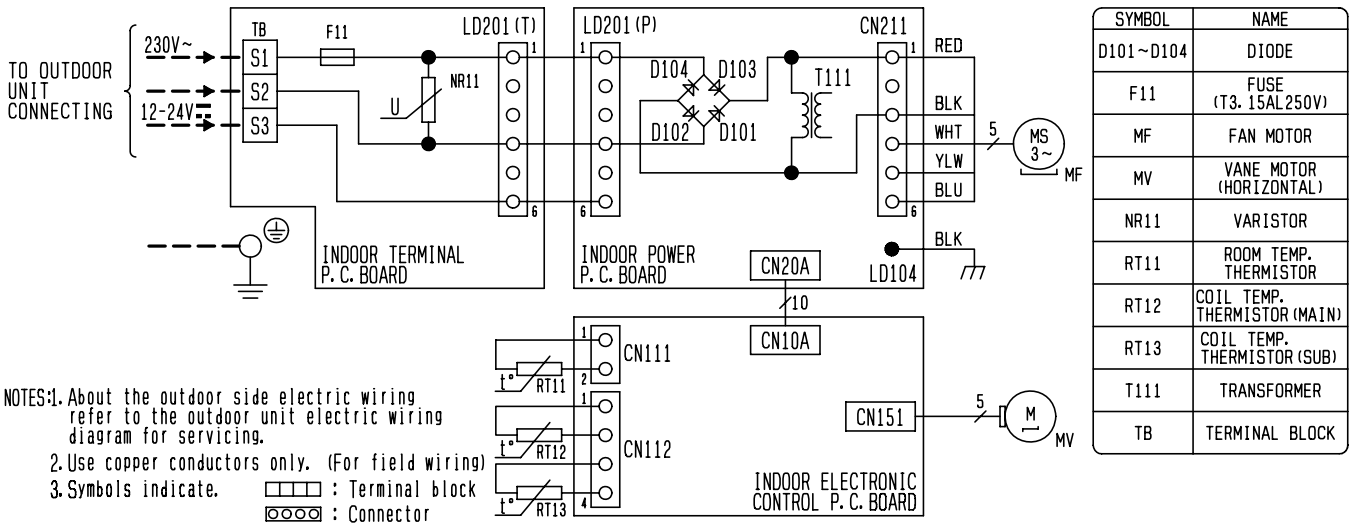 TO OUTDOOR
UNIT
CONNECTING
230V~
12-24V
TB
S1
S2
S3
F11
NR11
U
LD201(T)
1
6
INDOOR TERMINAL
P.C.BOARD
LD201(P)
1
6
D104
D103
D102
D101
T111
CN211
1
6
RED
BLK
WHT
YLW
BLU
5
MS
3~
MF
BLK
LD104
INDOOR POWER
P.C.BOARD
CN20A
10
CN10A
1
2
CN111
t°
RT11
1
4
CN112
t°
RT12
t°
RT13
CN151
5
M
MV
INDOOR ELECTRONIC
CONTROL P.C.BOARD
NOTES:1. About the outdoor side electric wiring
refer to the outdoor unit electric wiring
diagram for servicing.
2. Use copper conductors only. (For field wiring)
3. Symbols indicate. : Terminal block
: Connector
SYMBOL NAME
D101~D104 DIODE
F11 FUSE
(T3.15AL250V)
MF FAN MOTOR
MV VANE MOTOR
(HORIZONTAL)
NR11 VARISTOR
RT11 ROOM TEMP.
THERMISTOR
RT12 COIL TEMP.
THERMISTOR(MAIN)
RT13 COIL TEMP.
THERMISTOR(SUB)
T111 TRANSFORMER
TB TERMINAL BLOCK